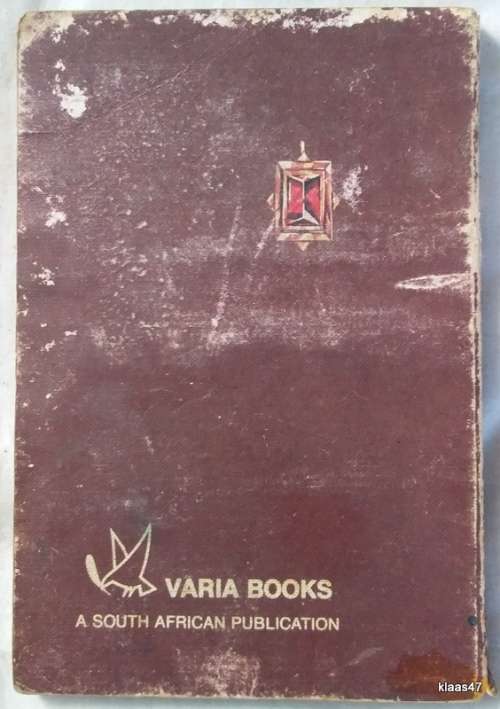 VARIA BOOKS
A SOUTH AFRICAN PUBLICATION
klaas47